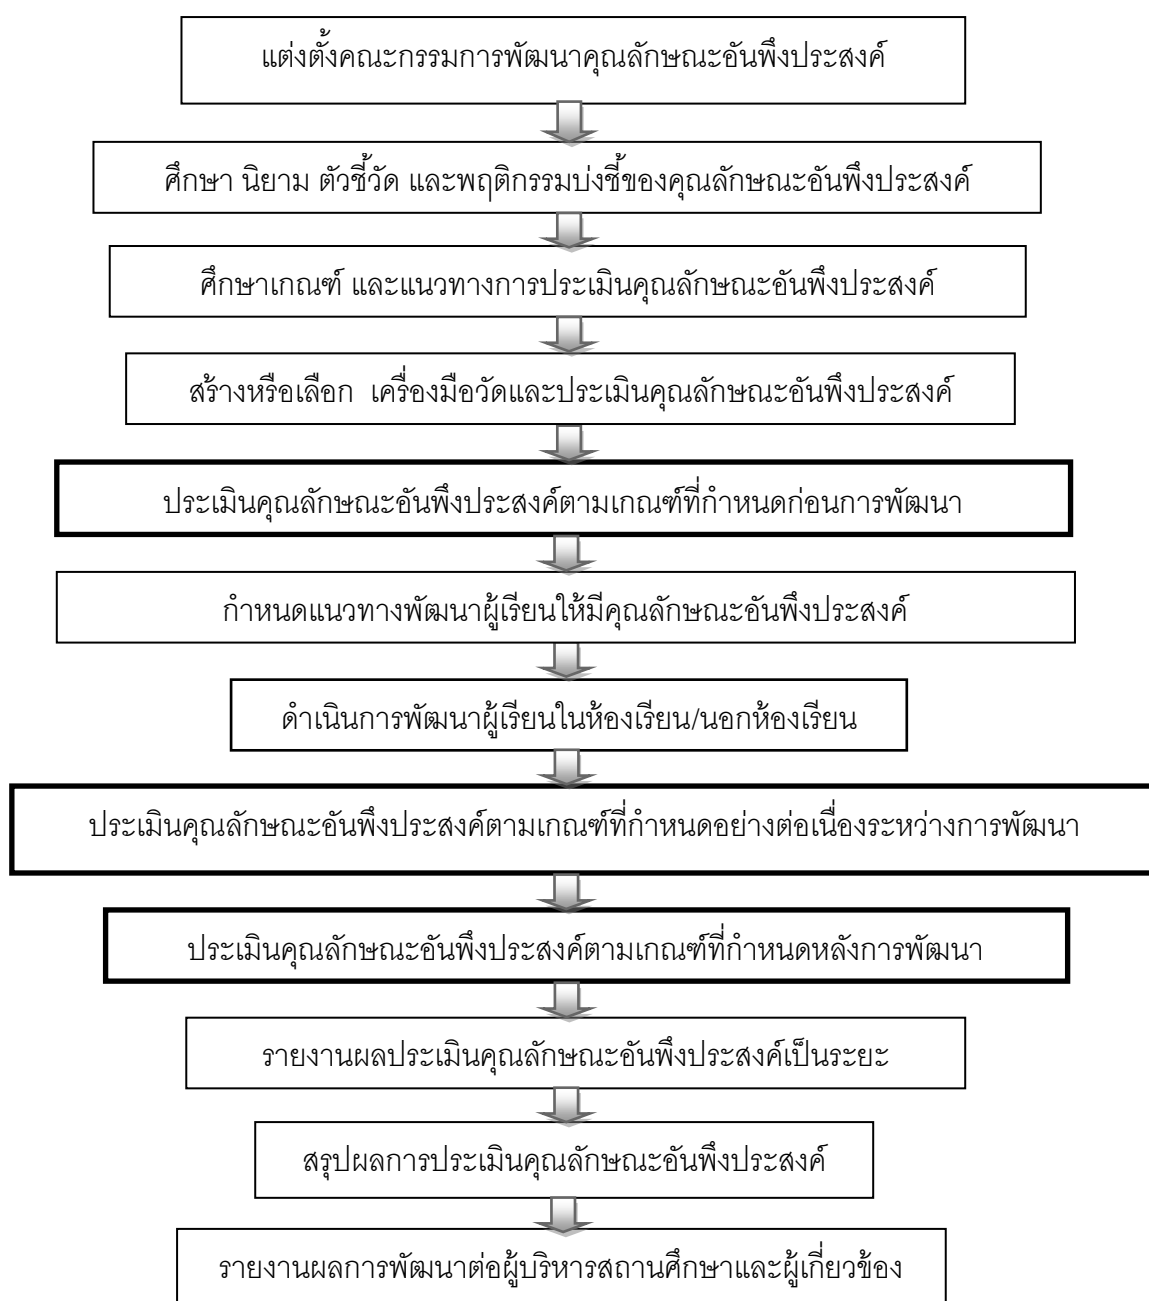 แต่งตั้งคณะกรรมการพัฒนาคุณลักษณะอันพึงประสงค์
ศึกษา นิยาม ตัวชี้วัด และพฤติกรรมบ่งชี้ของคุณลักษณะอันพึงประสงค์
ศึกษาเกณฑ์ และแนวทางการประเมินคุณลักษณะอันพึงประสงค์
สร้างหรือเลือก เครื่องมือวัดและประเมินคุณลักษณะอันพึงประสงค์
ประเมินคุณลักษณะอันพึงประสงค์ตามเกณฑ์ที่กำหนดก่อนการพัฒนา
กำหนดแนวทางพัฒนาผู้เรียนให้มีคุณลักษณะอันพึงประสงค์
ดำเนินการพัฒนาผู้เรียนในห้องเรียน/นอกห้องเรียน
ประเมินคุณลักษณะอันพึงประสงค์ตามเกณฑ์ที่กำหนดอย่างต่อเนื่องระหว่างการพัฒนา
ประเมินคุณลักษณะอันพึงประสงค์ตามเกณฑ์ที่กำหนดหลังการพัฒนา
รายงานผลประเมินคุณลักษณะอันพึงประสงค์เป็นระยะ
สรุปผลการประเมินคุณลักษณะอันพึงประสงค์
รายงานผลการพัฒนาต่อผู้บริหารสถานศึกษาและผู้เกี่ยวข้อง